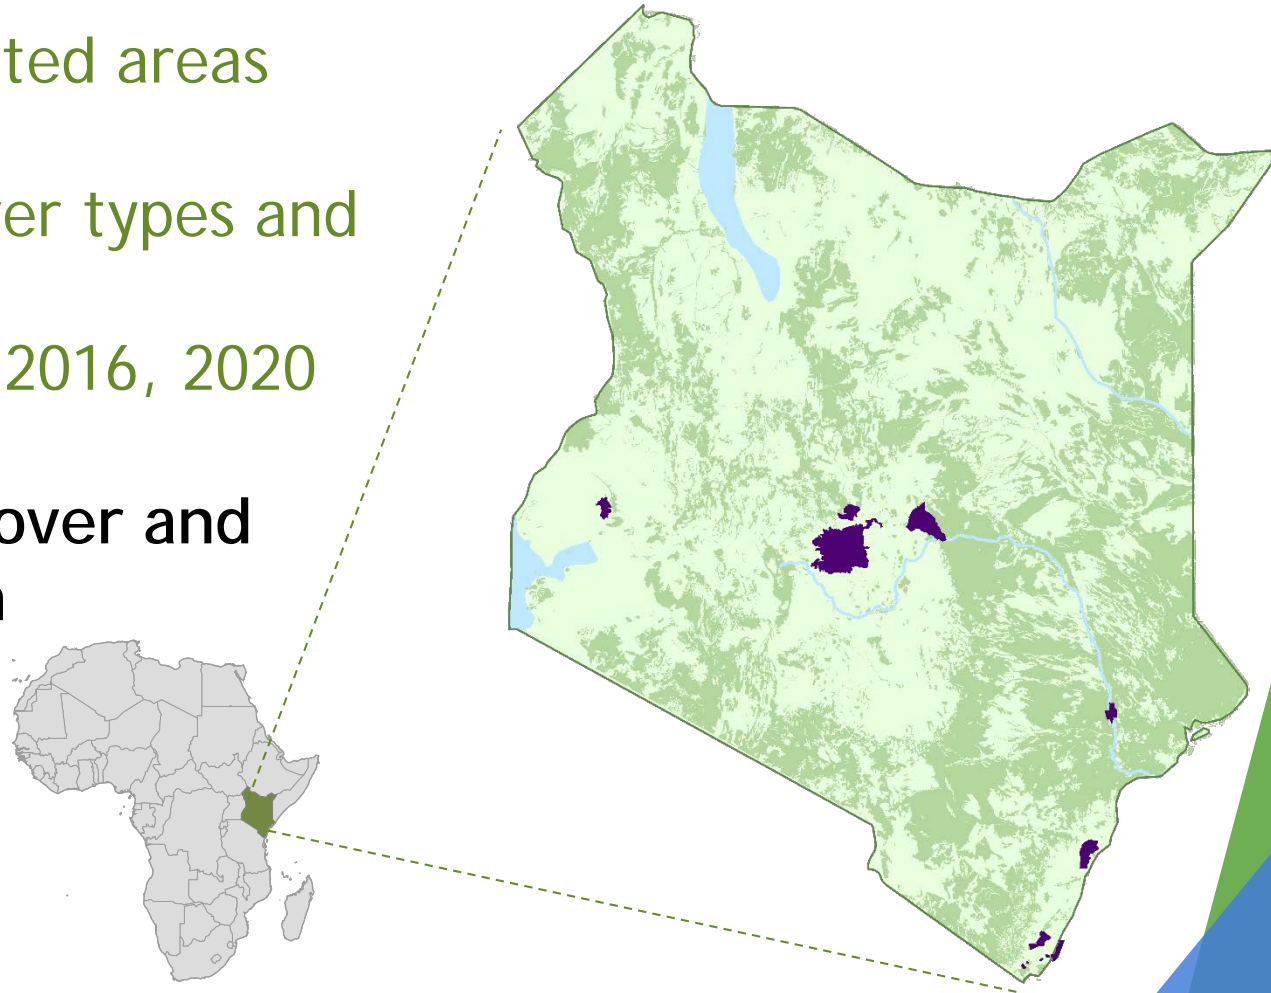 ted areas
er types and
2016, 2020
over and